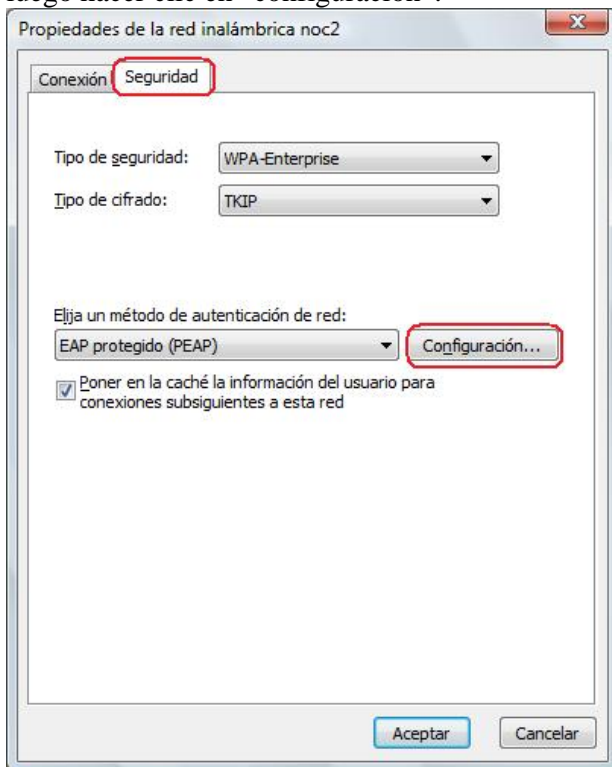 luego hacer clic en "configuración".
Propiedades de la red inalámbrica noc2
Conexión Seguridad
Tipo de seguridad: WPA-Enterprise
Tipo de cifrado: TKIP
Elija un método de autenticación de red:
EAP protegido (PEAP) Configuración...
Poner en la caché la información del usuario para
conexiones subsiguientes a esta red
Aceptar Cancelar